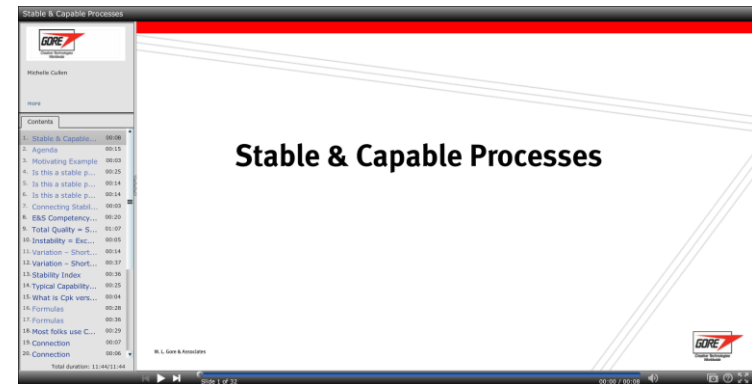 Stable & Capable Processes
GORE
Creative Technologies
Worldwide
Michelle Cullen
more
Contents
1. Stable & Capable... 00:08
2. Agenda 00:15
3. Motivating Example 00:03
4. Is this a stable p... 00:25
5. Is this a stable p... 00:14
6. Is this a stable p... 00:14
7. Connecting Stabil... 00:03
8. E&S Competency... 00:20
9. Total Quality = S... 01:07
10. Instability = Exc... 00:05
11. Variation – Short... 00:14
12. Variation – Short... 00:37
13. Stability Index 00:36
14. Typical Capability... 00:25
15. What is Cpk vers... 00:04
16. Formulas 00:28
17. Formulas 00:36
18. Most folks use C... 00:29
19. Connection 00:07
20. Connection 00:06
Total duration: 11:44/11:44
Stable & Capable Processes
W. L. Gore & Associates
GORE
Creative Technologies
Worldwide
Slide 1 of 32
00:00 / 00:08